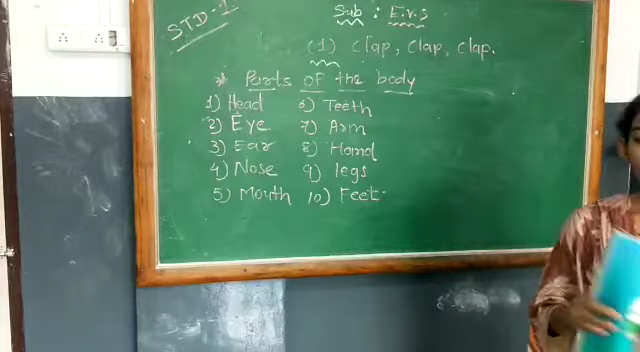 STD-1.
Sub : E.v.s
(1) Clap, Clap, Clap.
* Parts of the body
1) Head 6) Teeth
2) Eye. 7) Arm
3) Ear 8) Hand
4) Nose 9) legs
5) Mouth 10) Feet.